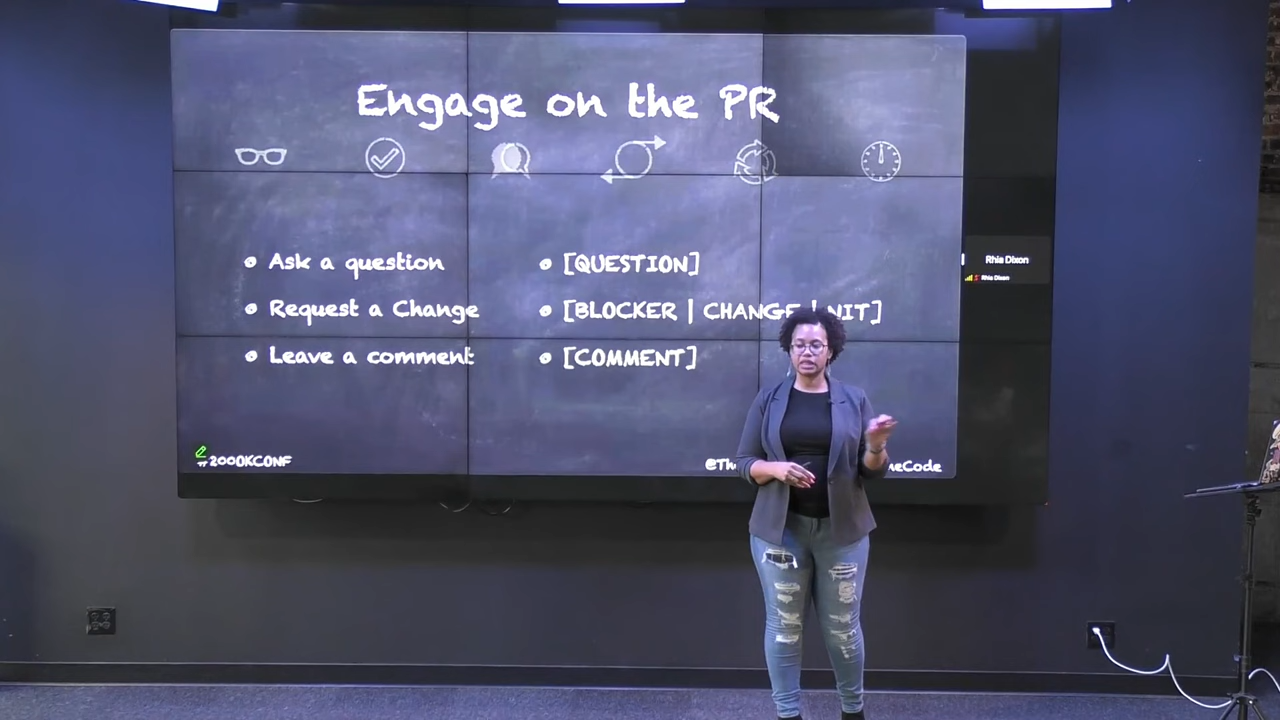 Engage on the PR
• Ask a question
• [QUESTION]
• Request a Change
• [BLOCKER | CHANGE | NIT]
• Leave a comment
• [COMMENT]
Rhia Dixon
Rhia Dixon
#200OKCONF